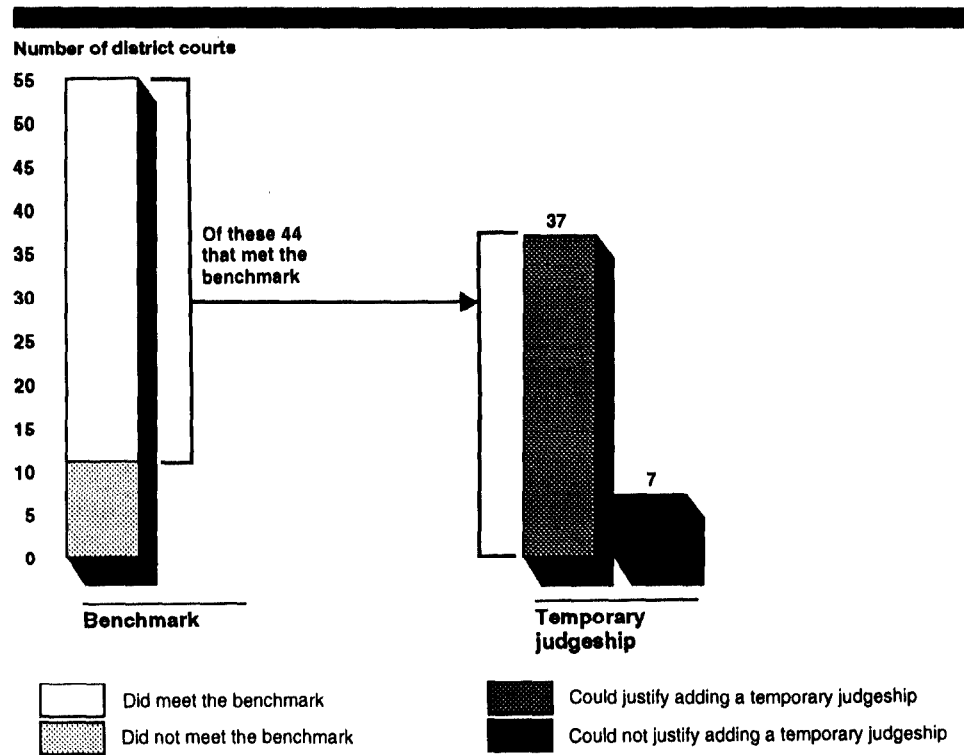 Number of district courts
55
50
45
40
35
30
25
20
15
10
5
0
Of these 44
that met the
benchmark
37
7
Benchmark
Temporary
judgeship
Did meet the benchmark
Did not meet the benchmark
Could justify adding a temporary judgeship
Could not justify adding a temporary judgeship